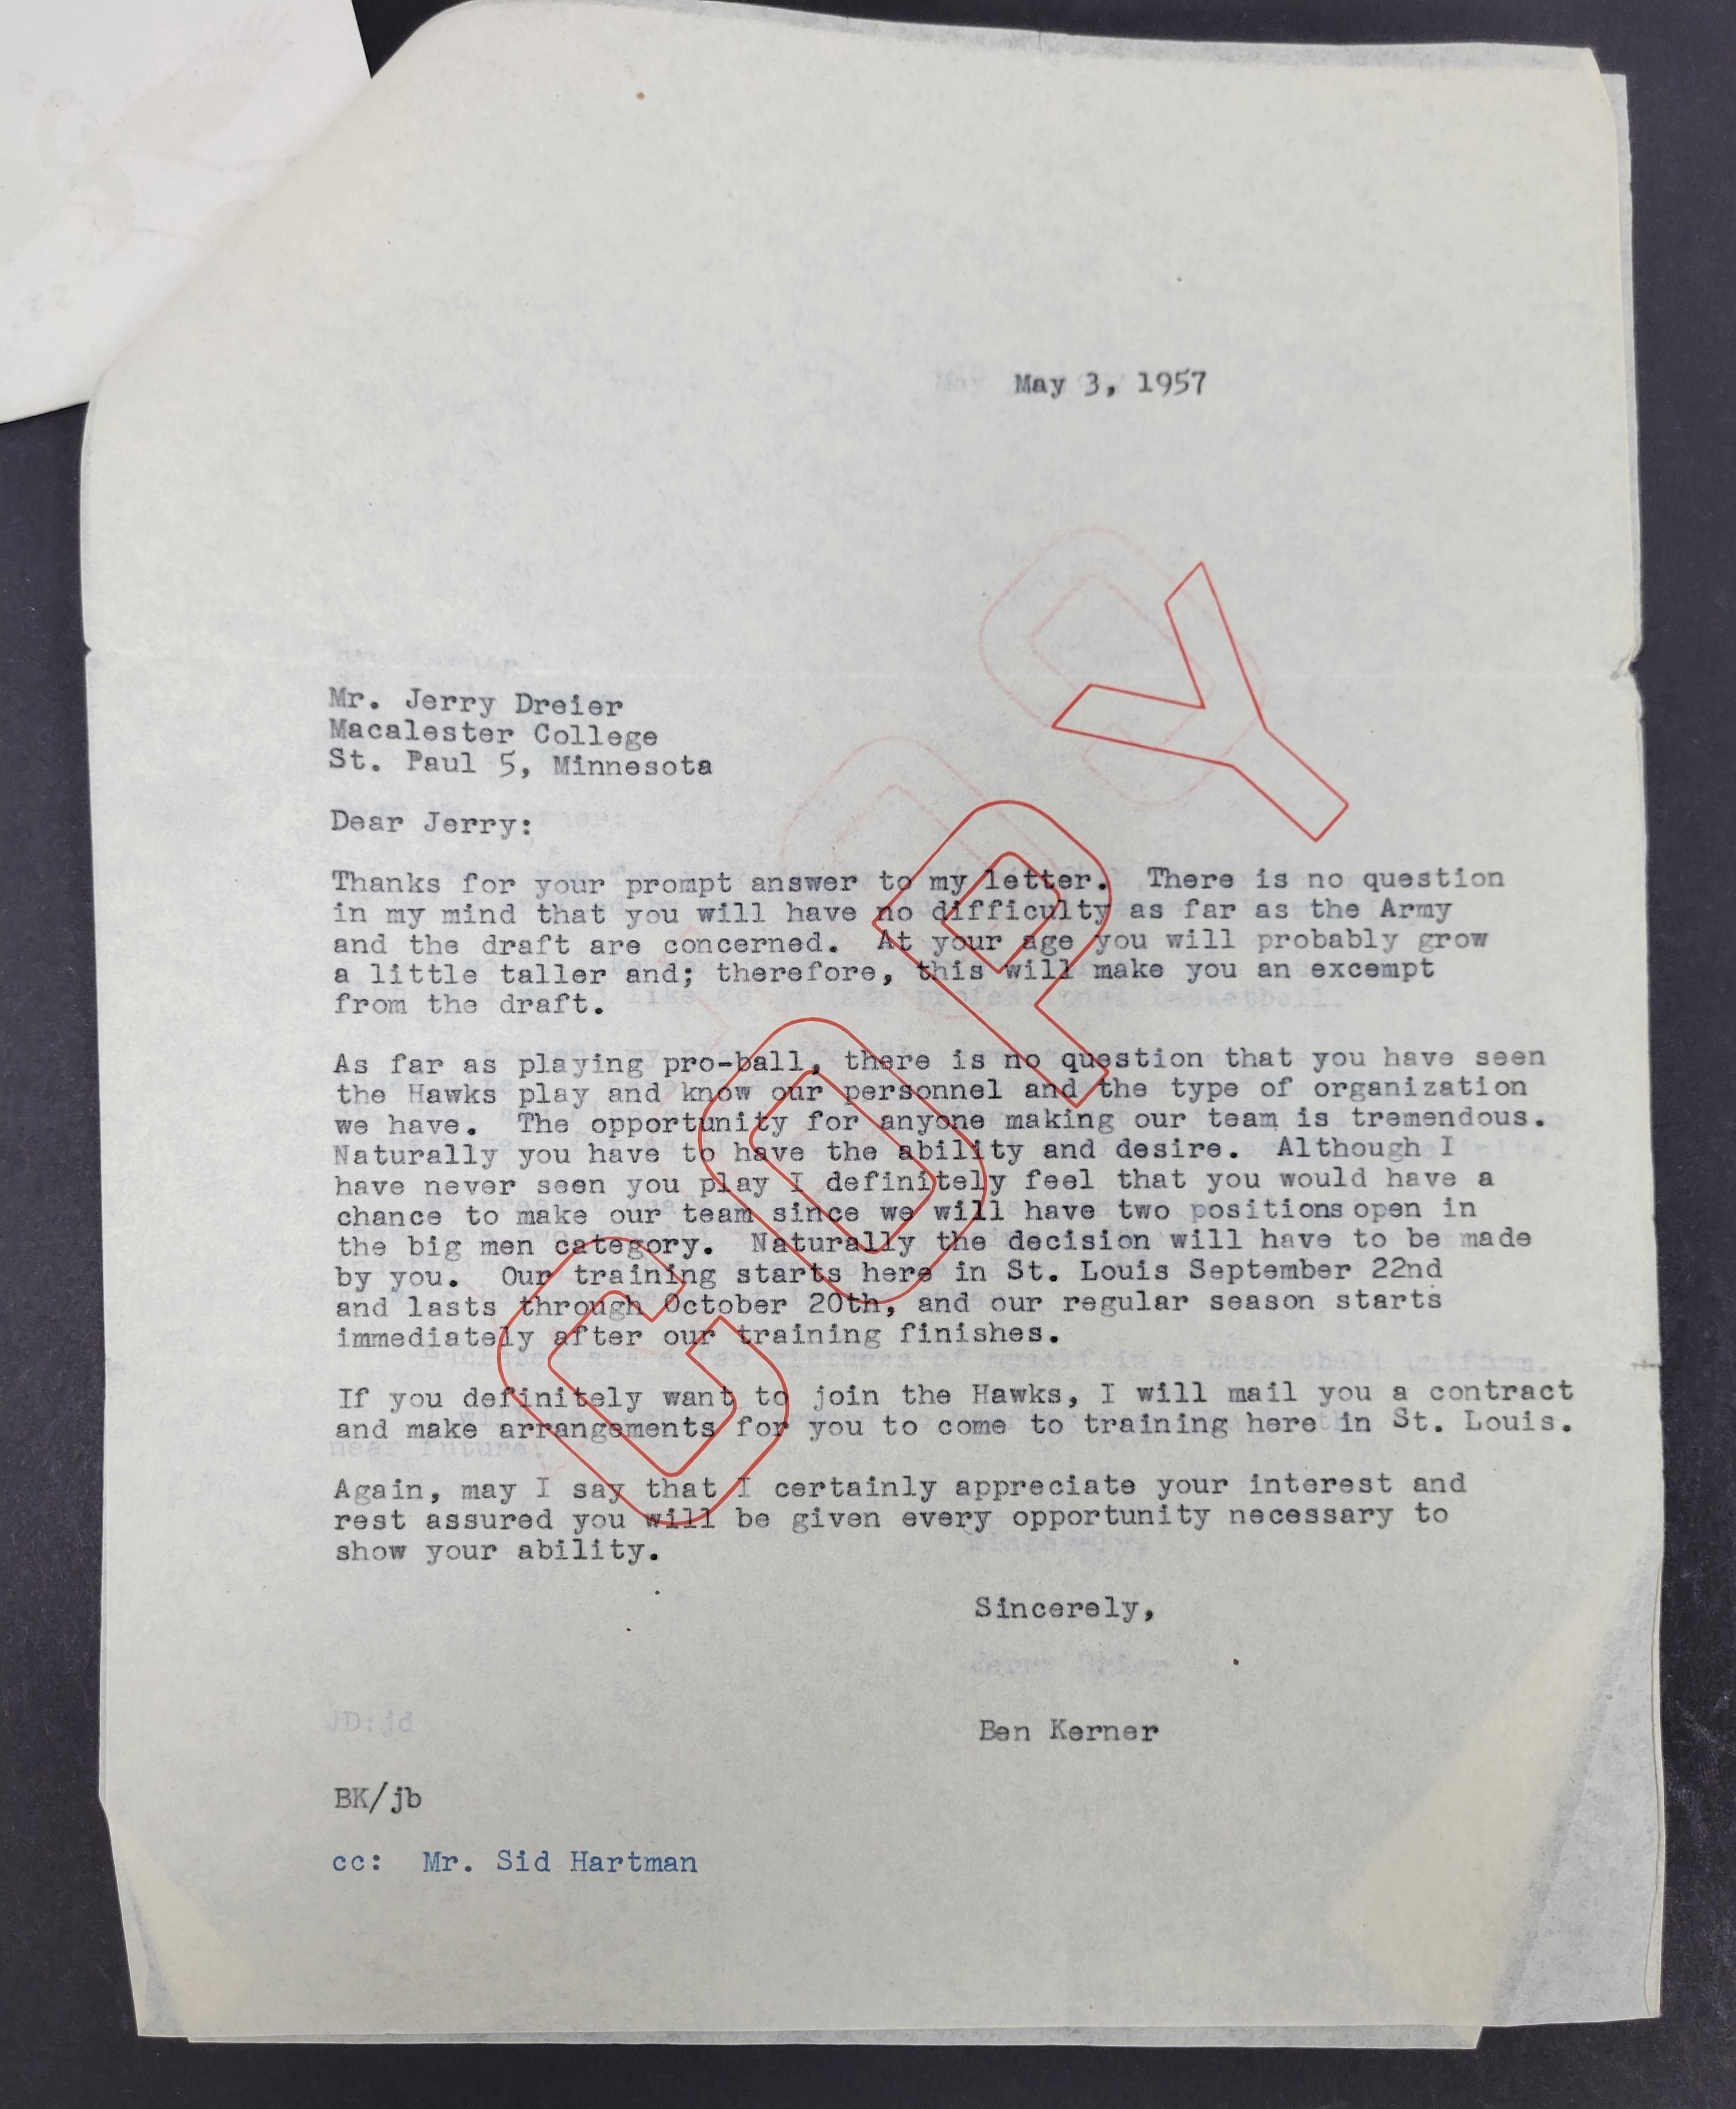 May 3, 1957
Mr. Jerry Dreier
Macalester College
St. Paul 5, Minnesota
Dear Jerry:
Thanks for your prompt answer to my letter. There is no question
in my mind that you will have no difficulty as far as the Army
and the draft are concerned. At your age you will probably grow
a little taller and; therefore, this will make you an excempt
from the draft.
As far as playing pro-ball, there is no question that you have seen
the Hawks play and know our personnel and the type of organization
we have. The opportunity for anyone making our team is tremendous.
Naturally you have to have the ability and desire. Although I
have never seen you play I definitely feel that you would have a
chance to make our team since we will have two positions open in
the big men category. Naturally the decision will have to be made
by you. Our training starts here in St. Louis September 22nd
and lasts through October 20th, and our regular season starts
immediately after our training finishes.
If you definitely want to join the Hawks, I will mail you a contract
and make arrangements for you to come to training here in St. Louis.
Again, may I say that I certainly appreciate your interest and
rest assured you will be given every opportunity necessary to
show your ability.
Sincerely,
Ben Kerner
JD:jd
BK/jb
cc: Mr. Sid Hartman
COPY